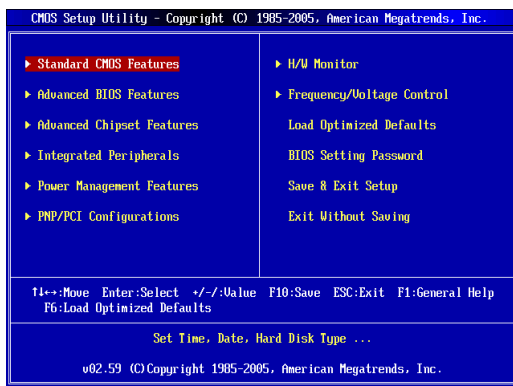 CMOS Setup Utility - Copyright (C) 1985-2005, American Megatrends, Inc.
▶ Standard CMOS Features
▶ Advanced BIOS Features
▶ Advanced Chipset Features
▶ Integrated Peripherals
▶ Power Management Features
▶ PNP/PCI Configurations
▶ H/W Monitor
▶ Frequency/Voltage Control
Load Optimized Defaults
BIOS Setting Password
Save & Exit Setup
Exit Without Saving
↑↓↔:Move Enter:Select +/-/:Value F10:Save ESC:Exit F1:General Help
F6:Load Optimized Defaults
Set Time, Date, Hard Disk Type ...
v02.59 (C)Copyright 1985-2005, American Megatrends, Inc.